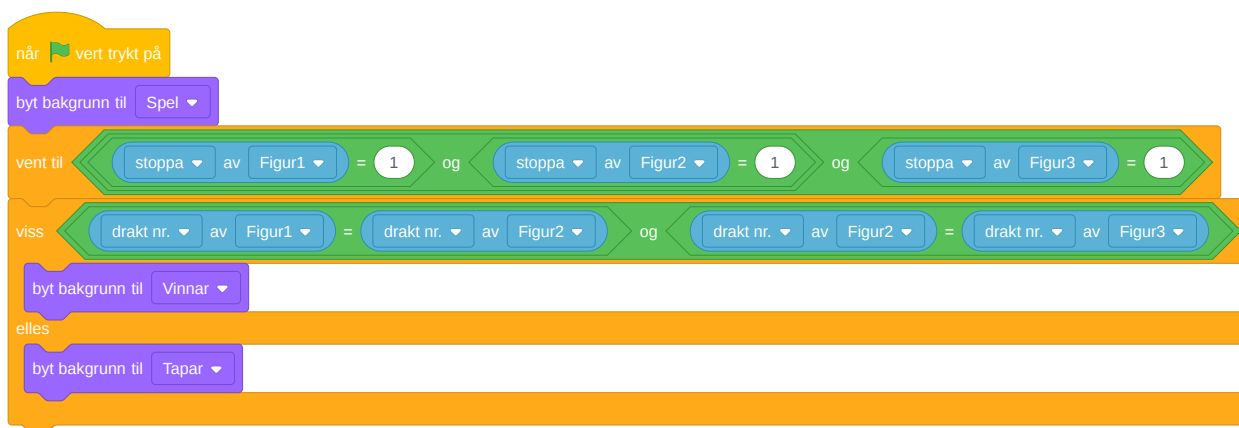 når vert trykt på
byt bakgrunn til Spel
vent til stoppa av Figur1 = 1 og stoppa av Figur2 = 1 og stoppa av Figur3 = 1
viss drakt nr. av Figur1 = drakt nr. av Figur2 og drakt nr. av Figur2 = drakt nr. av Figur3
byt bakgrunn til Vinnar
elles
byt bakgrunn til Tapar